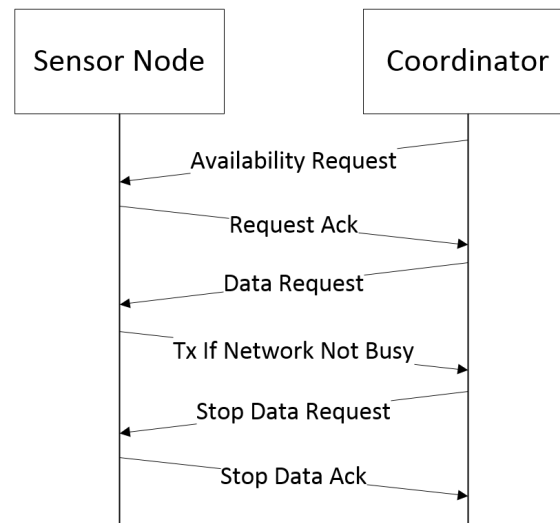 Sensor Node
Coordinator
Availability Request
Request Ack
Data Request
Tx If Network Not Busy
Stop Data Request
Stop Data Ack